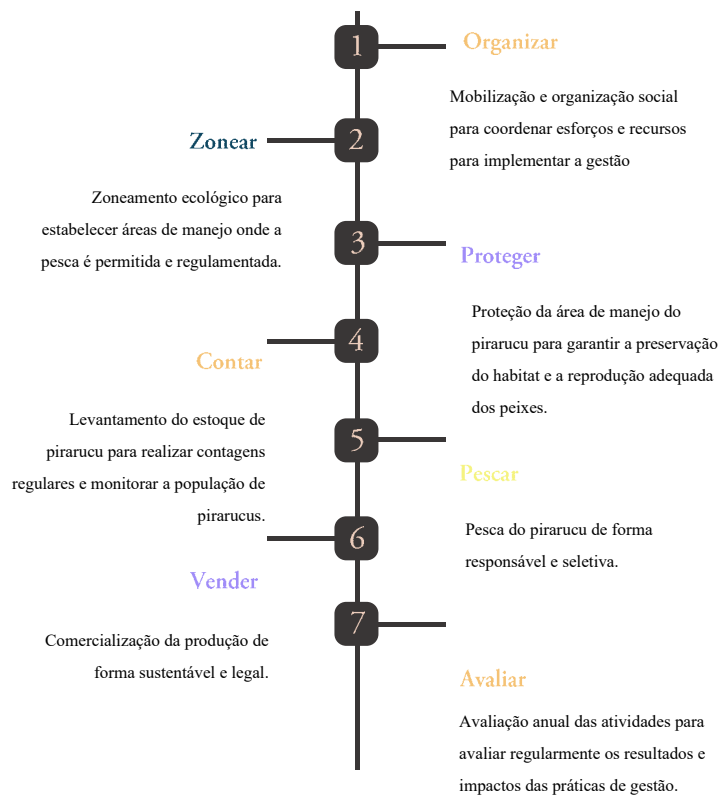 1
Organizar
Mobilização e organização social
para coordenar esforços e recursos
para implementar a gestão
2
Zonear
Zoneamento ecológico para
estabelecer áreas de manejo onde a
pesca é permitida e regulamentada.
3
Proteger
Proteção da área de manejo do
pirarucu para garantir a preservação
do habitat e a reprodução adequada
dos peixes.
4
Contar
Levantamento do estoque de
pirarucu para realizar contagens
regulares e monitorar a população de
pirarucus.
5
Pescar
Pesca do pirarucu de forma
responsável e seletiva.
6
Vender
Comercialização da produção de
forma sustentável e legal.
7
Avaliar
Avaliação anual das atividades para
avaliar regularmente os resultados e
impactos das práticas de gestão.